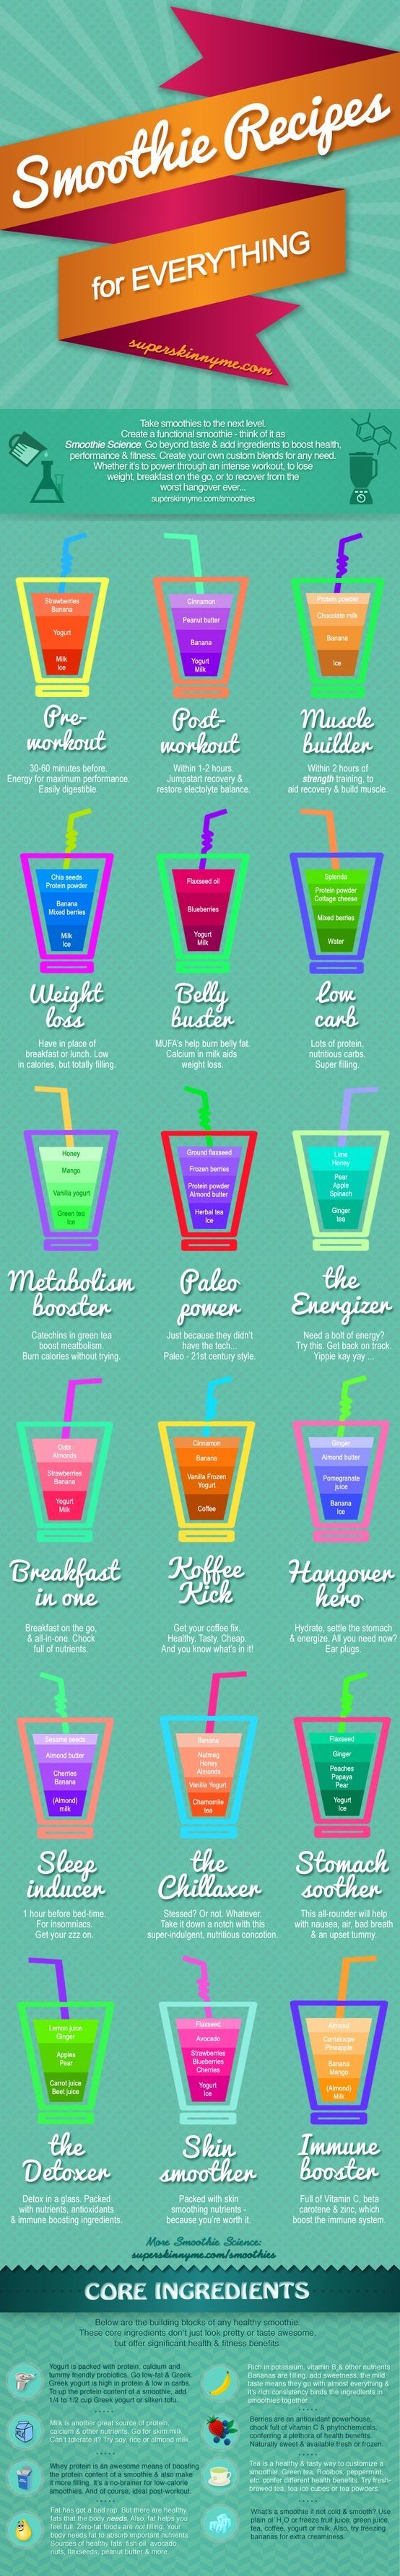 Smoothie Recipes
for EVERYTHING
superskinnyme.com
Take smoothies to the next level.
Create a functional smoothie - think of it as
Smoothie Science. Go beyond taste & add ingredients to boost health,
performance & fitness. Create your own custom blends for any need.
Whether it's to power through an intense workout, to lose
weight, breakfast on the go, or to recover from the
worst hangover ever...
superskinnyme.com/smoothies
Strawberries
Banana
Yogurt
Milk
Ice
Pre-
workout
30-60 minutes before.
Energy for maximum performance.
Easily digestible.
Cinnamon
Peanut butter
Banana
Yogurt
Milk
Post-
workout
Within 1-2 hours.
Jumpstart recovery &
restore electolyte balance.
Protein powder
Chocolate milk
Banana
Ice
Muscle
builder
Within 2 hours of
strength training, to
aid recovery & build muscle.
Chia seeds
Protein powder
Banana
Mixed berries
Milk
Ice
Weight
loss
Have in place of
breakfast or lunch. Low
in calories, but totally filling.
Flaxseed oil
Blueberries
Yogurt
Milk
Belly
buster
MUFA's help burn belly fat.
Calcium in milk aids
weight loss.
Splenda
Protein powder
Cottage cheese
Mixed berries
Water
Low
carb
Lots of protein,
nutritious carbs.
Super filling.
Honey
Mango
Vanilla yogurt
Green tea
Ice
Metabolism
booster
Catechins in green tea
boost meatbolism.
Burn calories without trying.
Ground flaxseed
Frozen berries
Protein powder
Almond butter
Herbal tea
Ice
Paleo
power
Just because they didn't
have the tech...
Paleo - 21st century style.
Lime
Honey
Pear
Apple
Spinach
Ginger
tea
the
Energizer
Need a bolt of energy?
Try this. Get back on track.
Yippie kay yay ...
Oats
Almonds
Strawberries
Banana
Yogurt
Milk
Breakfast
in one
Breakfast on the go,
& all-in-one. Chock
full of nutrients.
Cinnamon
Banana
Vanilla Frozen
Yogurt
Coffee
Koffee
Kick
Get your coffee fix.
Healthy. Tasty. Cheap.
And you know what's in it!
Ginger
Almond butter
Pomegranate
juice
Banana
Ice
Hangover
hero
Hydrate, settle the stomach
& energize. All you need now?
Ear plugs.
Sesame seeds
Almond butter
Cherries
Banana
(Almond)
milk
Sleep
inducer
1 hour before bed-time.
For insomniacs.
Get your zzz on.
Banana
Nutmeg
Honey
Almonds
Vanilla Yogurt
Chamomile
tea
the
Chillaxer
Stessed? Or not. Whatever.
Take it down a notch with this
super-indulgent, nutritious concotion.
Flaxseed
Ginger
Peaches
Papaya
Pear
Yogurt
Ice
Stomach
soother
This all-rounder will help
with nausea, air, bad breath
& an upset tummy.
Lemon juice
Ginger
Apples
Pear
Carrot juice
Beet juice
the
Detoxer
Detox in a glass. Packed
with nutrients, antioxidants
& immune boosting ingredients.
Flaxseed
Avocado
Strawberries
Blueberries
Cherries
Yogurt
Ice
Skin
smoother
Packed with skin
smoothing nutrients -
because you're worth it.
Almond
Cantaloupe
Pineapple
Banana
Mango
(Almond)
Milk
Immune
booster
Full of Vitamin C, beta
carotene & zinc, which
boost the immune system.
More Smoothie Science:
superskinnyme.com/smoothies
CORE INGREDIENTS
Below are the building blocks of any healthy smoothie.
These core ingredients don't just look pretty or taste awesome,
but offer significant health & fitness benefits.
Yogurt is packed with protein, calcium and
tummy friendly probiotics. Go low-fat & Greek.
Greek yogurt is high in protein & low in carbs.
To up the protein content of a smoothie, add
1/4 to 1/2 cup Greek yogurt or silken tofu.
Milk is another great source of protein,
calcium & other nutrients. Go for skim milk.
Can't tolerate it? Try soy, rice or almond milk.
Whey protein is an awesome means of boosting
the protein content of a smoothie & also make
it more filling. It's a no-brainer for low-calorie
smoothies. And of course, ideal post-workout.
Fat has got a bad rap. But there are healthy
fats that the body needs. Also, fat helps you
feel full. Zero-fat foods are not filling. Your
body needs fat to absorb important nutrients.
Sources of healthy fats: fish oil, avocado,
nuts, flaxseeds, peanut butter & more.
Rich in potassium, vitamin B6 & other nutrients
Bananas are filling, add sweetness, the mild
taste means they go with almost everything &
it's rich consistency binds the ingredients in
smoothies together.
Berries are an antioxidant powerhouse,
chock full of vitamin C & phytochemicals,
conferring a plethora of health benefits.
Naturally sweet & available fresh or frozen.
Tea is a healthy & tasty way to customize a
smoothie. Green tea, Rooibos, peppermint,
etc. confer different health benefits. Try fresh-
brewed tea, tea ice cubes or tea powders.
What's a smoothie if not cold & smooth? Use
plain ol' H2O or freeze fruit juice, green juice,
tea, coffee, yogurt or milk. Also, try freezing
bananas for extra creaminess.